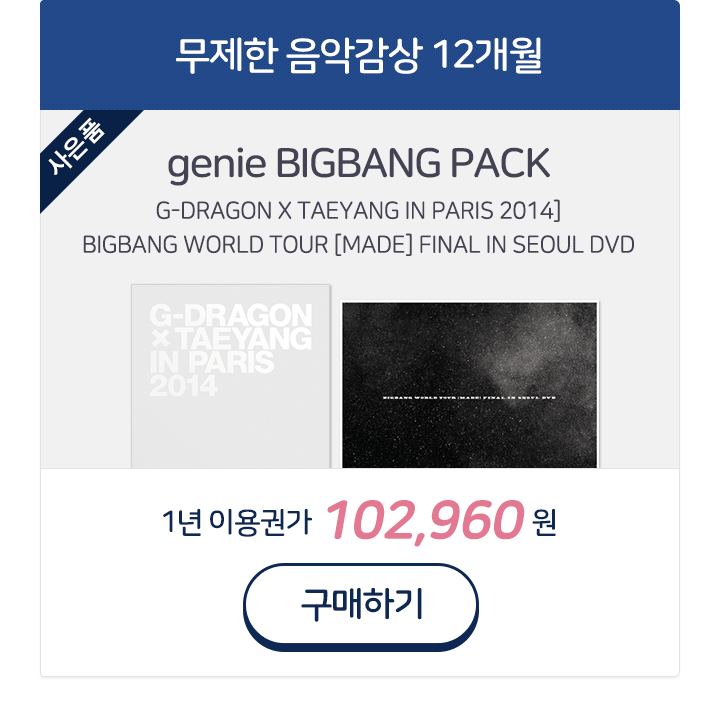 무제한 음악감상 12개월
사은품
genie BIGBANG PACK
G-DRAGON X TAEYANG IN PARIS 2014]
BIGBANG WORLD TOUR [MADE] FINAL IN SEOUL DVD
G-DRAGON
×TAEYANG
IN PARIS
2014
BIGBANG WORLD TOUR [MADE] FINAL IN SEOUL DVD
1년 이용권가 102,960 원
구매하기